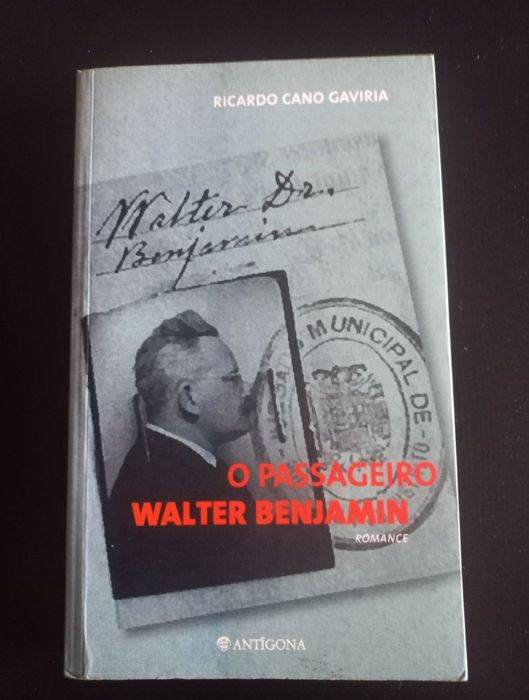 RICARDO CANO GAVIRIA
Walter Dr.
Benjamin
MUNICIPAL DE
O PASSAGEIRO
WALTER BENJAMIN
ROMANCE
ANTÍGONA